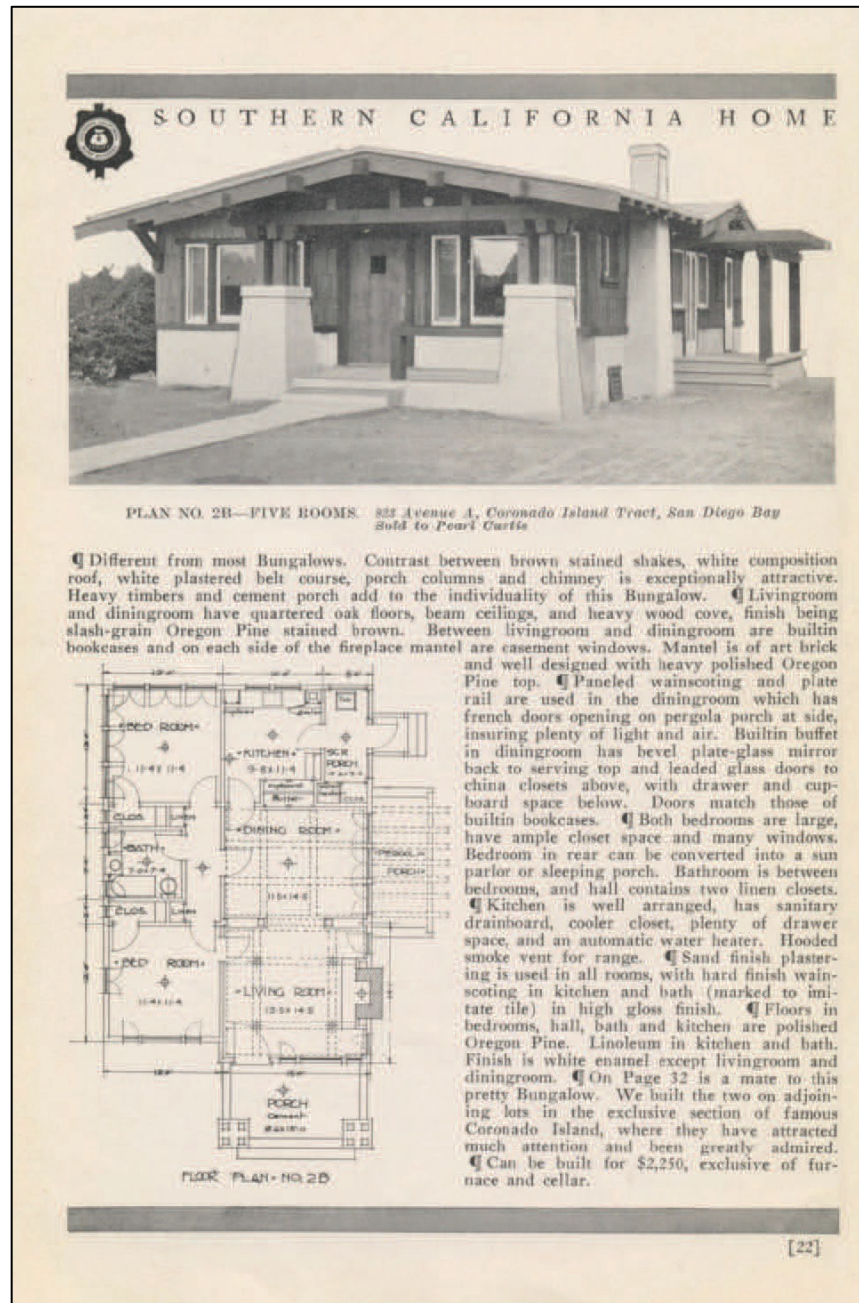 SOUTHERN CALIFORNIA HOME
PLAN NO. 2B—FIVE ROOMS. 823 Avenue A, Coronado Island Tract, San Diego Bay
Sold to Pearl Curtis
¶ Different from most Bungalows. Contrast between brown stained shakes, white composition
roof, white plastered belt course, porch columns and chimney is exceptionally attractive.
Heavy timbers and cement porch add to the individuality of this Bungalow. ¶ Livingroom
and diningroom have quartered oak floors, beam ceilings, and heavy wood cove, finish being
slash-grain Oregon Pine stained brown. Between livingroom and diningroom are builtin
bookcases and on each side of the fireplace mantel are casement windows. Mantel is of art brick
and well designed with heavy polished Oregon
Pine top. ¶ Paneled wainscoting and plate
rail are used in the diningroom which has
french doors opening on pergola porch at side,
insuring plenty of light and air. Builtin buffet
in diningroom has bevel plate-glass mirror
back to serving top and leaded glass doors to
china closets above, with drawer and cup-
board space below. Doors match those of
builtin bookcases. ¶ Both bedrooms are large,
have ample closet space and many windows.
Bedroom in rear can be converted into a sun
parlor or sleeping porch. Bathroom is between
bedrooms, and hall contains two linen closets.
¶ Kitchen is well arranged, has sanitary
drainboard, cooler closet, plenty of drawer
space, and an automatic water heater. Hooded
smoke vent for range. ¶ Sand finish plaster-
ing is used in all rooms, with hard finish wain-
scoting in kitchen and bath (marked to imi-
tate tile) in high gloss finish. ¶ Floors in
bedrooms, hall, bath and kitchen are polished
Oregon Pine. Linoleum in kitchen and bath.
Finish is white enamel except livingroom and
diningroom. ¶ On Page 32 is a mate to this
pretty Bungalow. We built the two on adjoin-
ing lots in the exclusive section of famous
Coronado Island, where they have attracted
much attention and been greatly admired.
¶ Can be built for $2,250, exclusive of fur-
nace and cellar.
BED ROOM
KITCHEN
SCR.
PORCH
CLOS.
LINEN
BATH
DINING ROOM
PORCH
CLOS.
LINEN
BED ROOM
LIVING ROOM
PORCH
Cement
FLOOR PLAN - NO. 2B
[22]